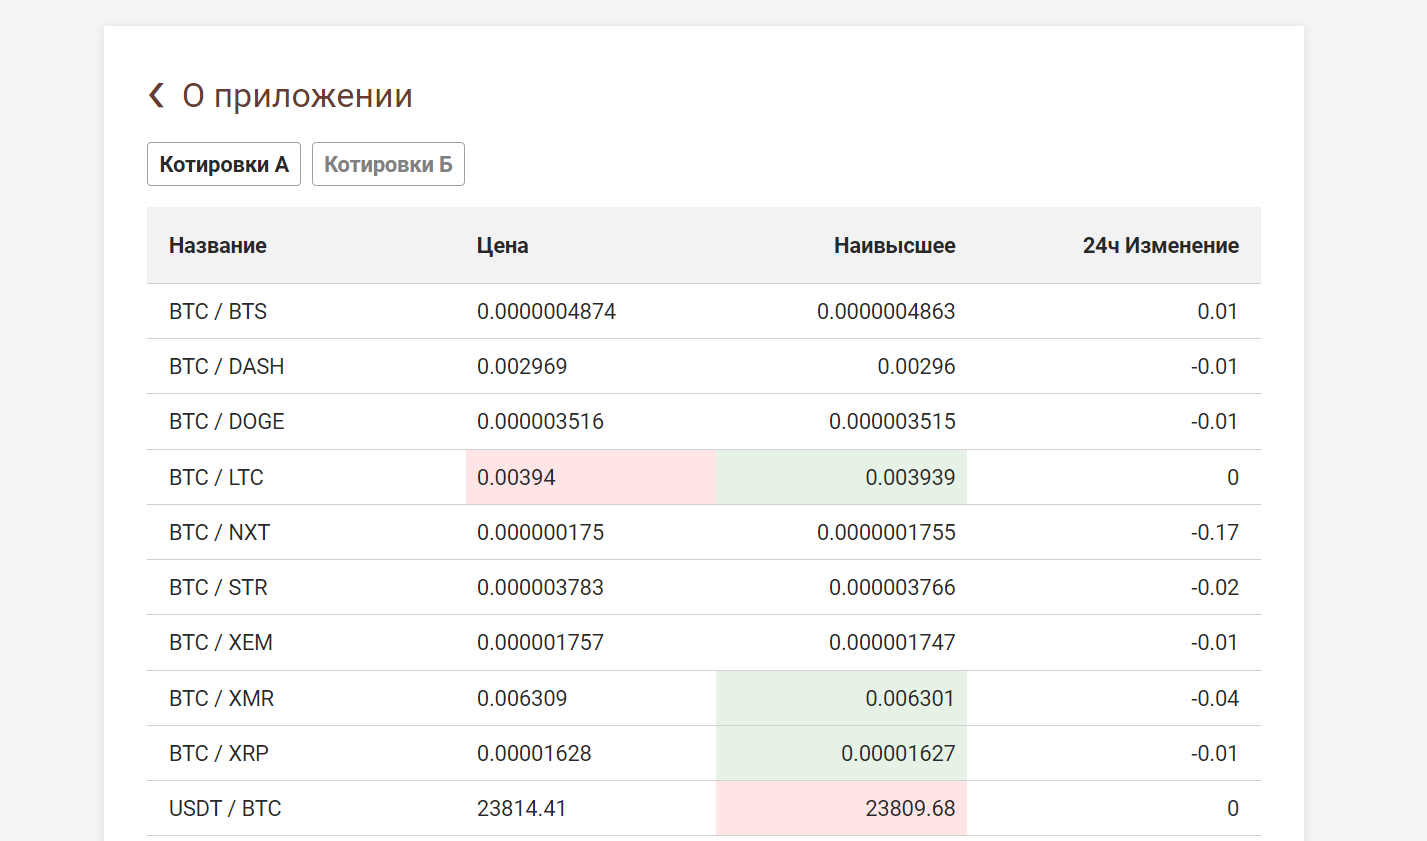 О приложении
Котировки А Котировки Б
Название Цена Наивысшее 24ч Изменение
BTC / BTS 0.0000004874 0.0000004863 0.01
BTC / DASH 0.002969 0.00296 -0.01
BTC / DOGE 0.000003516 0.000003515 -0.01
BTC / LTC 0.00394 0.003939 0
BTC / NXT 0.000000175 0.0000001755 -0.17
BTC / STR 0.000003783 0.000003766 -0.02
BTC / XEM 0.000001757 0.000001747 -0.01
BTC / XMR 0.006309 0.006301 -0.04
BTC / XRP 0.00001628 0.00001627 -0.01
USDT / BTC 23814.41 23809.68 0